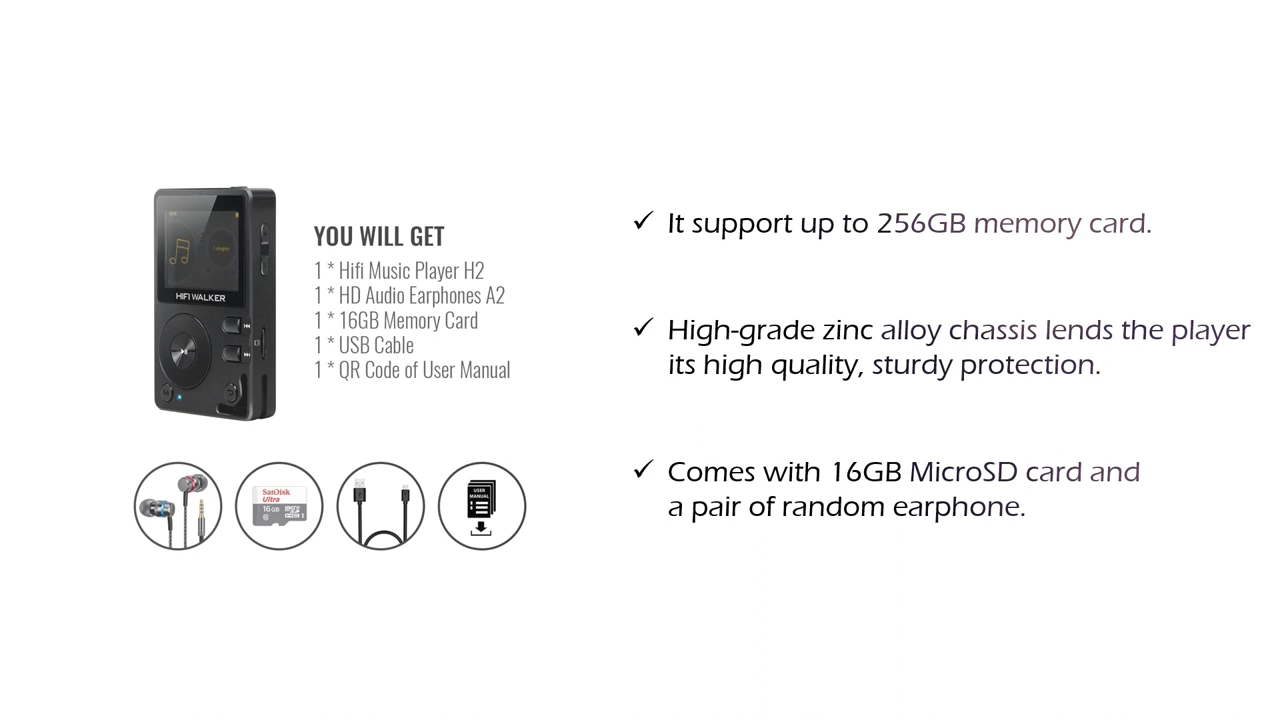 HIFI WALKER
YOU WILL GET
1 * Hifi Music Player H2
1 * HD Audio Earphones A2
1 * 16GB Memory Card
1 * USB Cable
1 * QR Code of User Manual
SanDisk
Ultra
16GB
USER
MANUAL
✓ It support up to 256GB memory card.
✓ High-grade zinc alloy chassis lends the player
its high quality, sturdy protection.
✓ Comes with 16GB MicroSD card and
a pair of random earphone.